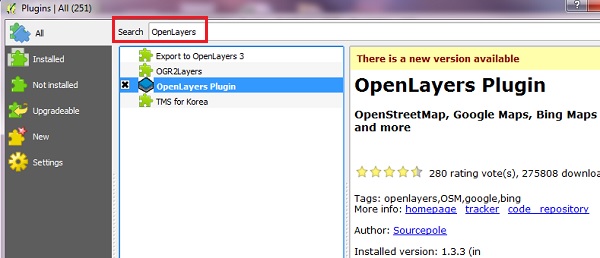 Plugins | All (251)
All
Installed
Not installed
Upgradeable
New
Settings
Search OpenLayers
Export to OpenLayers 3
OGR2Layers
OpenLayers Plugin
TMS for Korea
There is a new version available
OpenLayers Plugin
OpenStreetMap, Google Maps, Bing Maps
and more
280 rating vote(s), 275808 downloa
Tags: openlayers,OSM,google,bing
More info: homepage tracker code_repository
Author: Sourcepole
Installed version: 1.3.3 (in